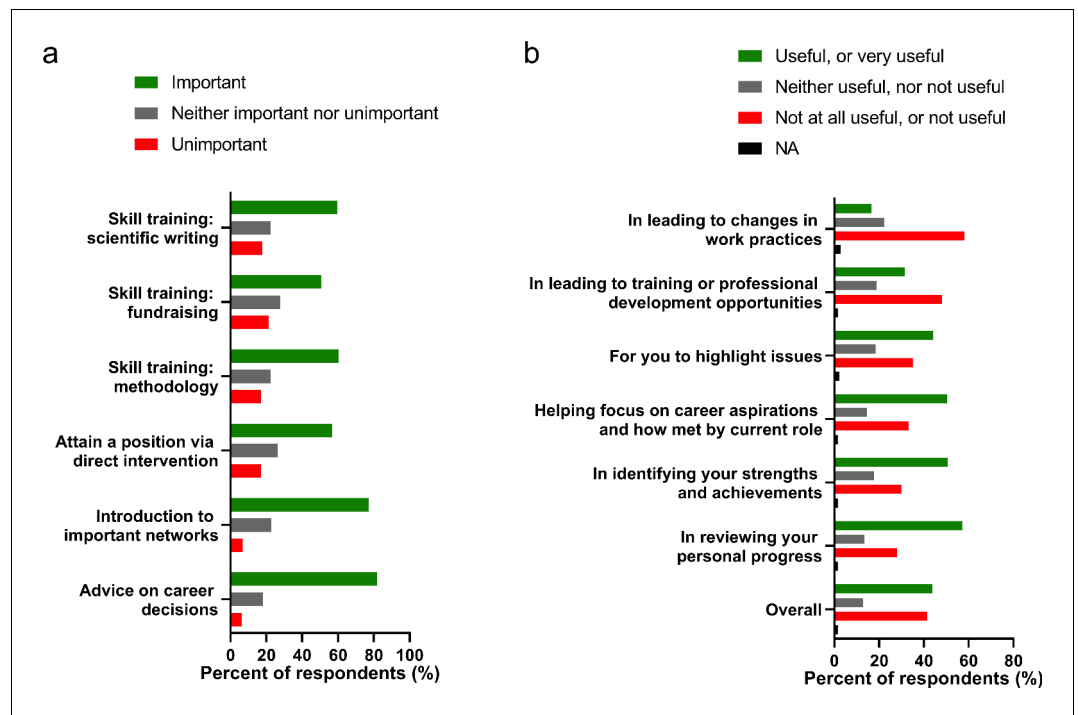 a
Important
Neither important nor unimportant
Unimportant
Skill training:
scientific writing
Skill training:
fundraising
Skill training:
methodology
Attain a position via
direct intervention
Introduction to
important networks
Advice on career
decisions
0 20 40 60 80 100
Percent of respondents (%)
b
Useful, or very useful
Neither useful, nor not useful
Not at all useful, or not useful
NA
In leading to changes in
work practices
In leading to training or professional
development opportunities
For you to highlight issues
Helping focus on career aspirations
and how met by current role
In identifying your strengths
and achievements
In reviewing your
personal progress
Overall
0 20 40 60 80
Percent of respondents (%)